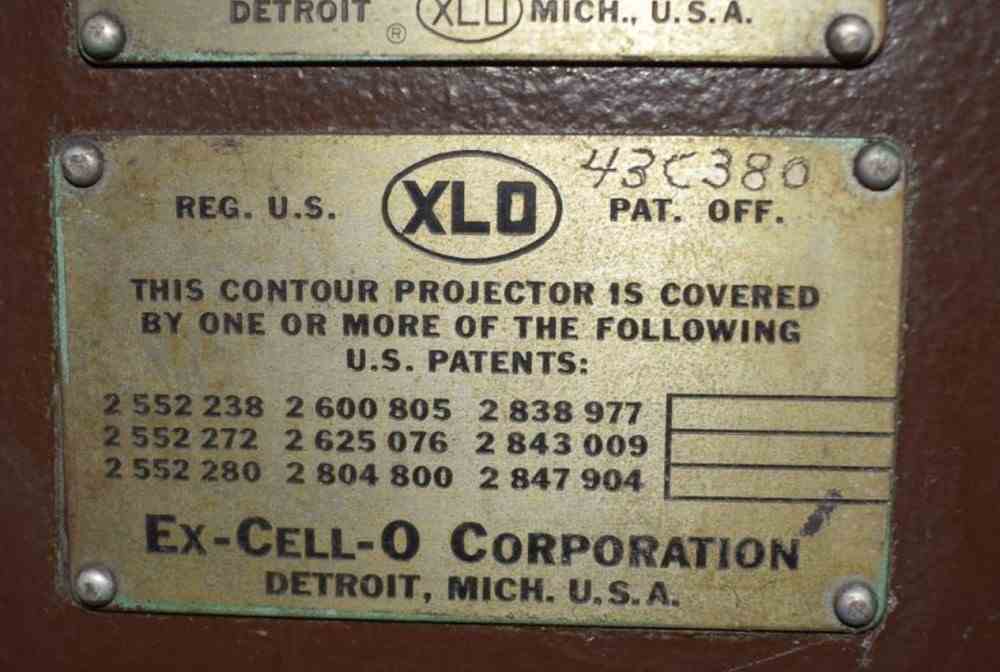 DETROIT XLO MICH., U.S.A.
®
43C380
REG. U.S. XLO PAT. OFF.
THIS CONTOUR PROJECTOR IS COVERED
BY ONE OR MORE OF THE FOLLOWING
U.S. PATENTS:
2 552 238 2 600 805 2 838 977
2 552 272 2 625 076 2 843 009
2 552 280 2 804 800 2 847 904
EX-CELL-O CORPORATION
DETROIT, MICH. U.S.A.